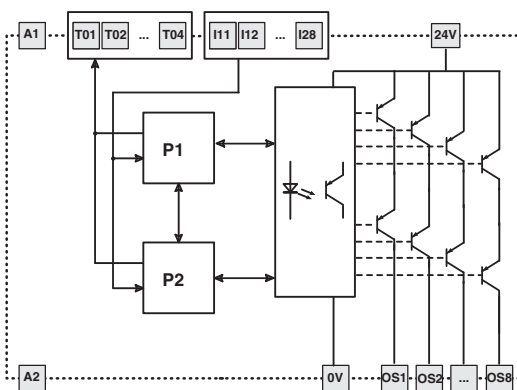 A1 T01 T02 ... T04 I11 I12 ... I28 24V
P1
P2
A2 0V OS1 OS2 ... OS8